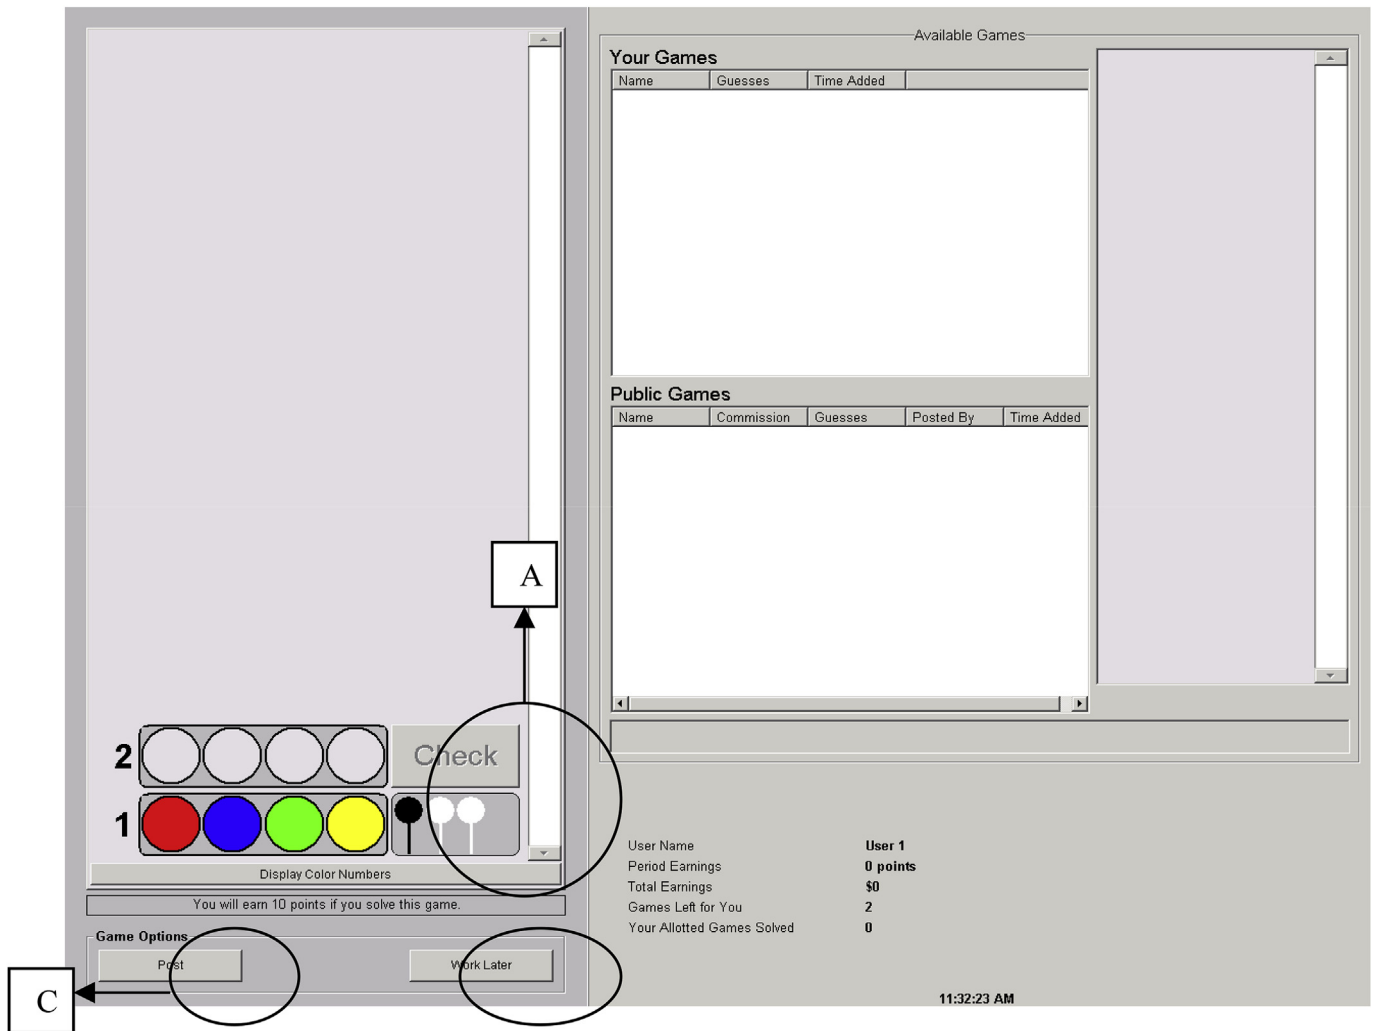 Available Games
Your Games
Name Guesses Time Added
Public Games
Name Commission Guesses Posted By Time Added
A
2 Check
1
Display Color Numbers
You will earn 10 points if you solve this game.
Game Options
Post Work Later
C
User Name User 1
Period Earnings 0 points
Total Earnings $0
Games Left for You 2
Your Allotted Games Solved 0
11:32:23 AM